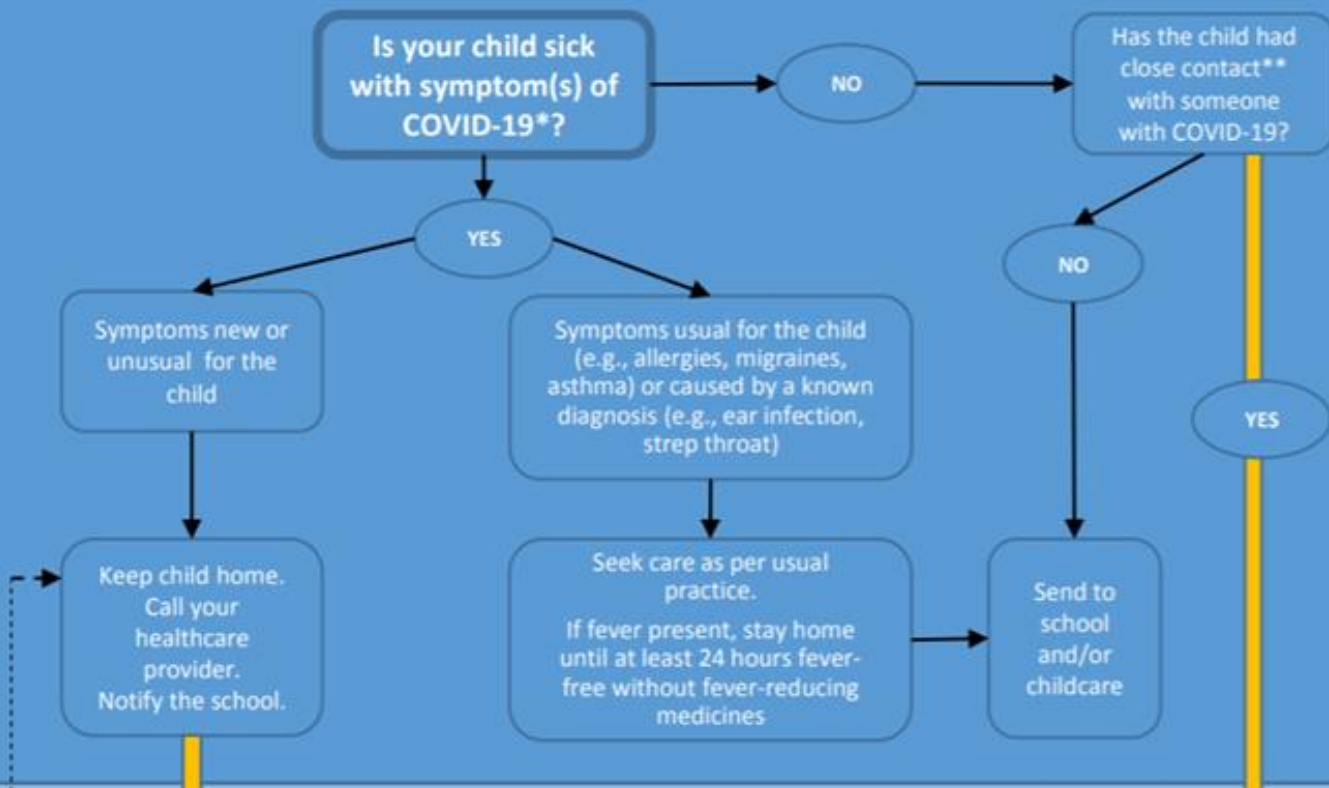 Is your child sick
with symptom(s) of
COVID-19*?
NO
Has the child had
close contact**
with someone
with COVID-19?
YES
NO
Symptoms new or
unusual for the
child
Symptoms usual for the child
(e.g., allergies, migraines,
asthma) or caused by a known
diagnosis (e.g., ear infection,
strep throat)
YES
Keep child home.
Call your
healthcare
provider.
Notify the school.
Seek care as per usual
practice.
If fever present, stay home
until at least 24 hours fever-
free without fever-reducing
medicines
Send to
school
and/or
childcare